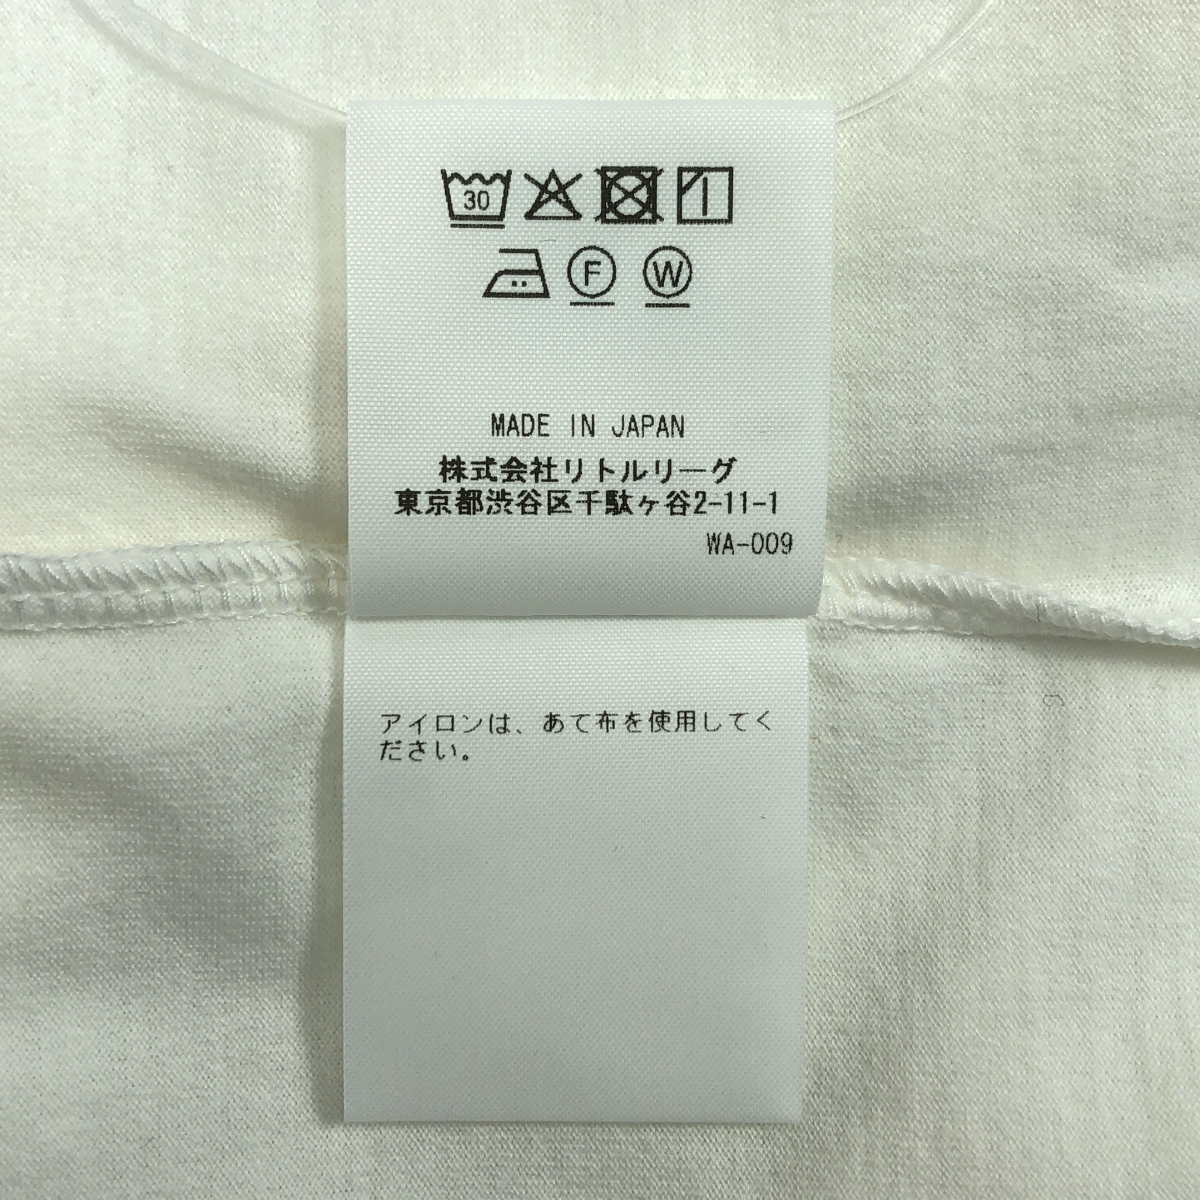 30
F W
MADE IN JAPAN
株式会社リトルリーグ
東京都渋谷区千駄ヶ谷2-11-1
WA-009
アイロンは、あて布を使用してく
ださい。